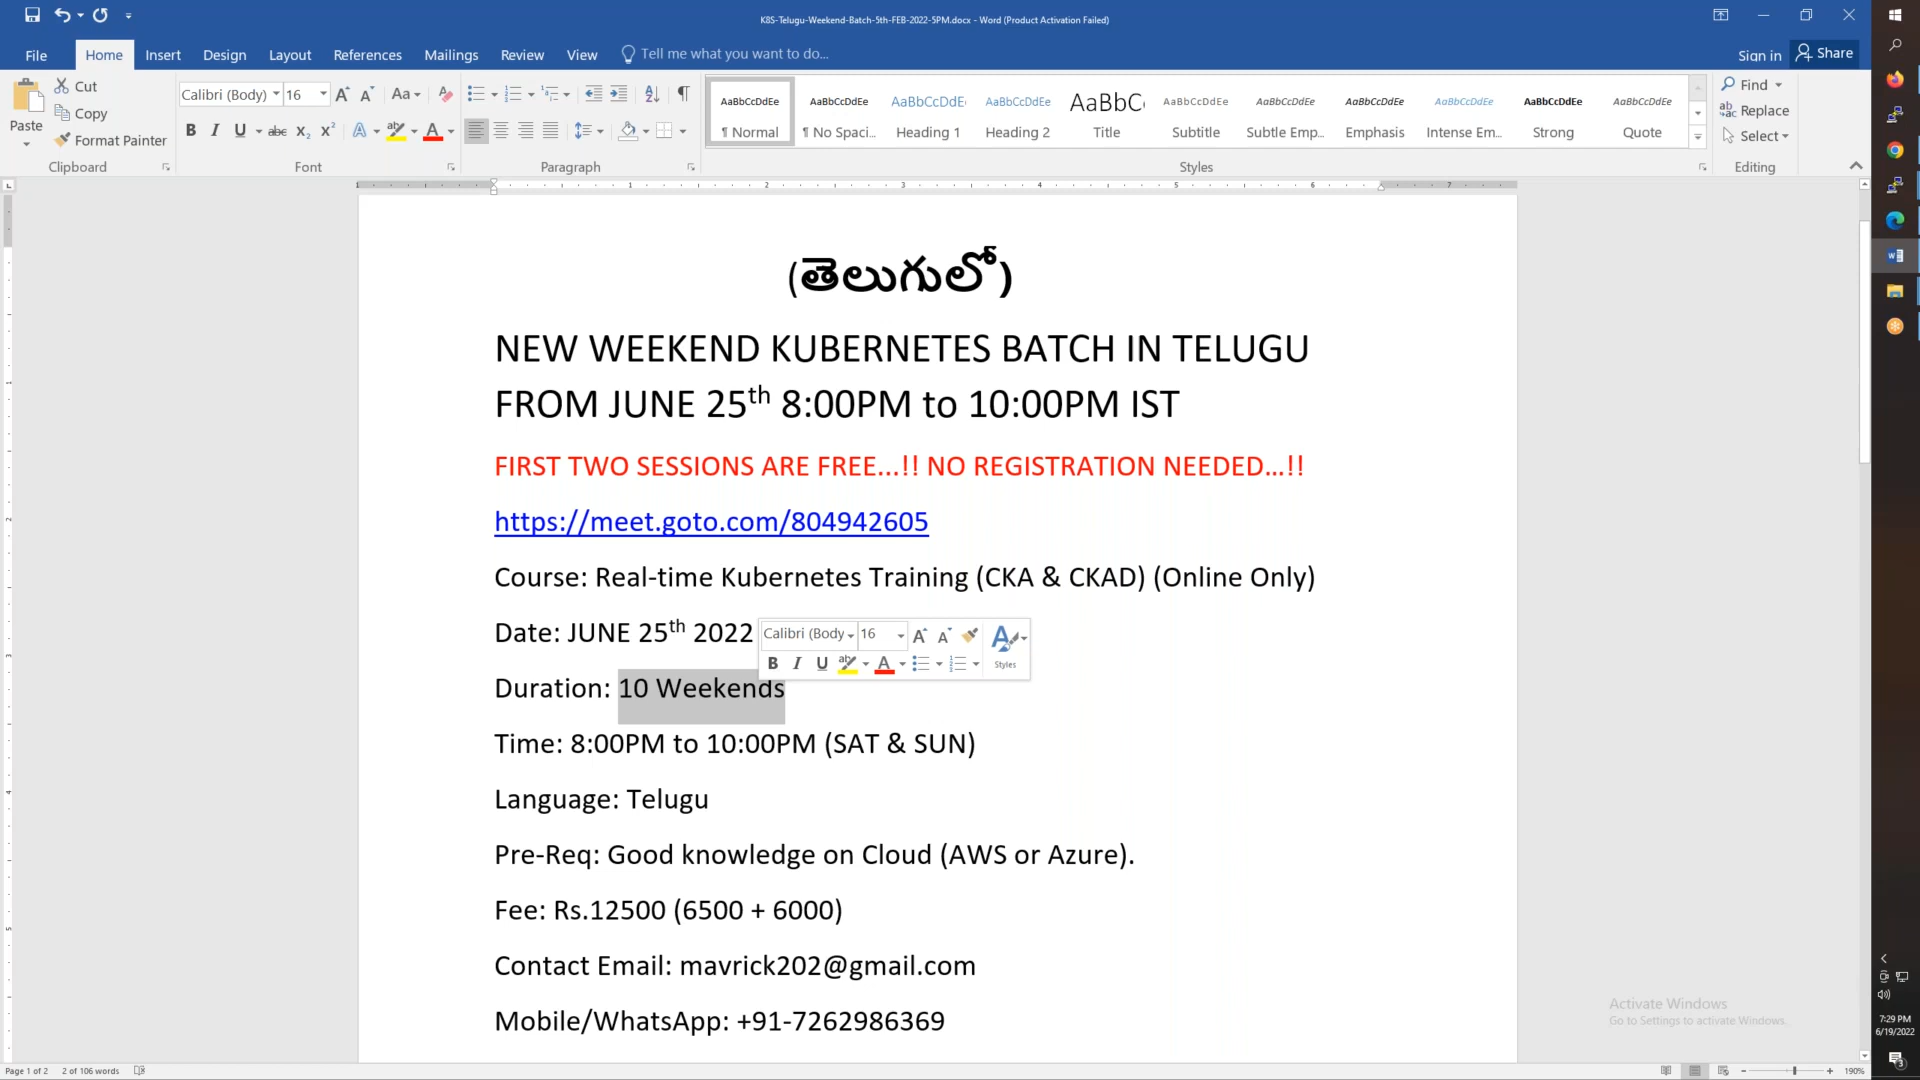 K8S-Telugu-Weekend-Batch-5th-FEB-2022-5PM.docx - Word (Product Activation Failed)
File Home Insert Design Layout References Mailings Review View Tell me what you want to do... Sign in Share
Cut
Copy
Format Painter
Paste
Clipboard
Calibri (Body) 16
Font
Paragraph
AaBbCcDdEe AaBbCcDdEe AaBbCcDdE AaBbCcDdEe AaBbC AaBbCcDdEe AaBbCcDdEe AaBbCcDdEe AaBbCcDdEe AaBbCcDdEe AaBbCcDdEe
¶ Normal ¶ No Spaci... Heading 1 Heading 2 Title Subtitle Subtle Emp... Emphasis Intense Em... Strong Quote
Styles
Find
Replace
Select
Editing
(తెలుగులో)
NEW WEEKEND KUBERNETES BATCH IN TELUGU
FROM JUNE 25th 8:00PM to 10:00PM IST
FIRST TWO SESSIONS ARE FREE...!! NO REGISTRATION NEEDED...!!
https://meet.goto.com/804942605
Course: Real-time Kubernetes Training (CKA & CKAD) (Online Only)
Date: JUNE 25th 2022
Calibri (Body 16
Styles
Duration: 10 Weekends
Time: 8:00PM to 10:00PM (SAT & SUN)
Language: Telugu
Pre-Req: Good knowledge on Cloud (AWS or Azure).
Fee: Rs.12500 (6500 + 6000)
Contact Email: mavrick202@gmail.com
Mobile/WhatsApp: +91-7262986369
Activate Windows
Go to Settings to activate Windows.
7:29 PM
6/19/2022
Page 1 of 2 2 of 106 words 190%